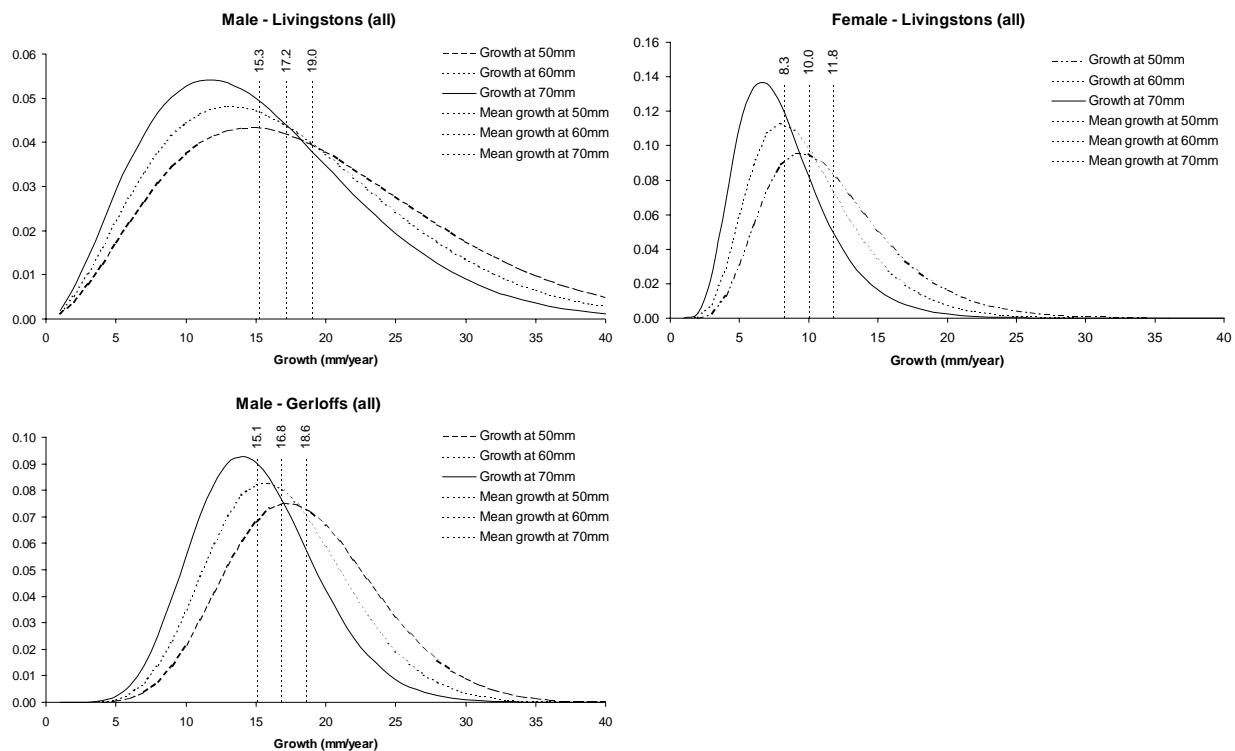 Male - Livingstons (all)
0.06
0.05
0.04
0.03
0.02
0.01
0.00
15.3
17.2
19.0
Growth at 50mm
Growth at 60mm
Growth at 70mm
Mean growth at 50mm
Mean growth at 60mm
Mean growth at 70mm
0 5 10 15 20 25 30 35 40
Growth (mm/year)
Female - Livingstons (all)
0.16
0.14
0.12
0.10
0.08
0.06
0.04
0.02
0.00
8.3
10.0
11.8
Growth at 50mm
Growth at 60mm
Growth at 70mm
Mean growth at 50mm
Mean growth at 60mm
Mean growth at 70mm
0 5 10 15 20 25 30 35 40
Growth (mm/year)
Male - Gerloffs (all)
0.10
0.09
0.08
0.07
0.06
0.05
0.04
0.03
0.02
0.01
0.00
15.1
16.8
18.6
Growth at 50mm
Growth at 60mm
Growth at 70mm
Mean growth at 50mm
Mean growth at 60mm
Mean growth at 70mm
0 5 10 15 20 25 30 35 40
Growth (mm/year)